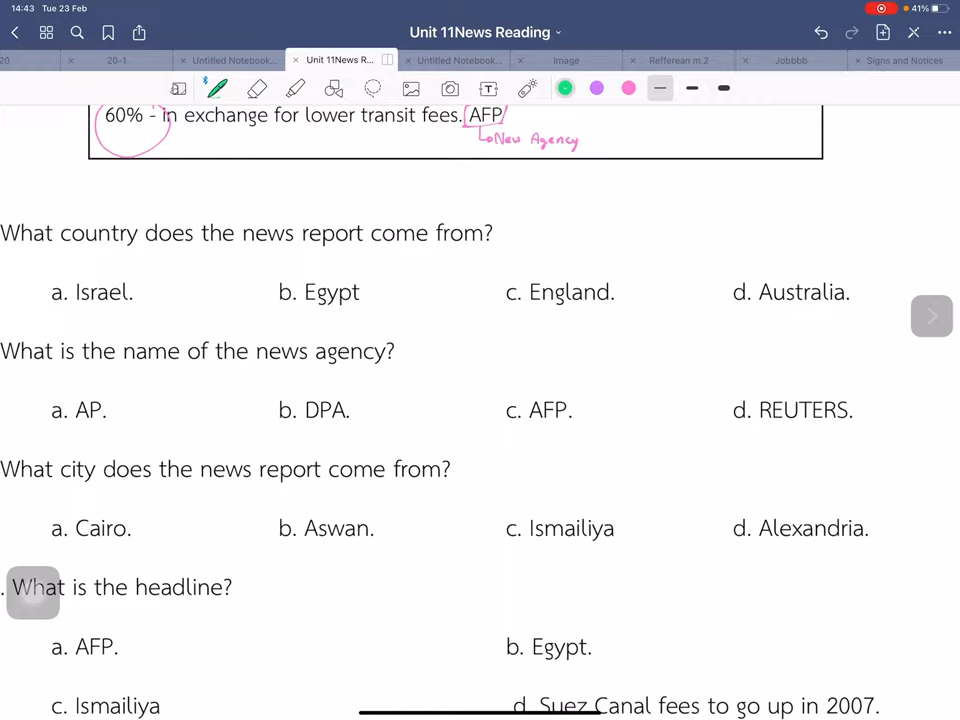 14:43 Tue 23 Feb 41%
Unit 11News Reading
20 20-1 Untitled Notebook... Unit 11News R... Untitled Notebook... Image Refferean m.2 Jobbbb Signs and Notices
60% - in exchange for lower transit fees. AFP
New Agency
What country does the news report come from?
a. Israel. b. Egypt c. England. d. Australia.
What is the name of the news agency?
a. AP. b. DPA. c. AFP. d. REUTERS.
What city does the news report come from?
a. Cairo. b. Aswan. c. Ismailiya d. Alexandria.
. What is the headline?
a. AFP. b. Egypt.
c. Ismailiya d. Suez Canal fees to go up in 2007.